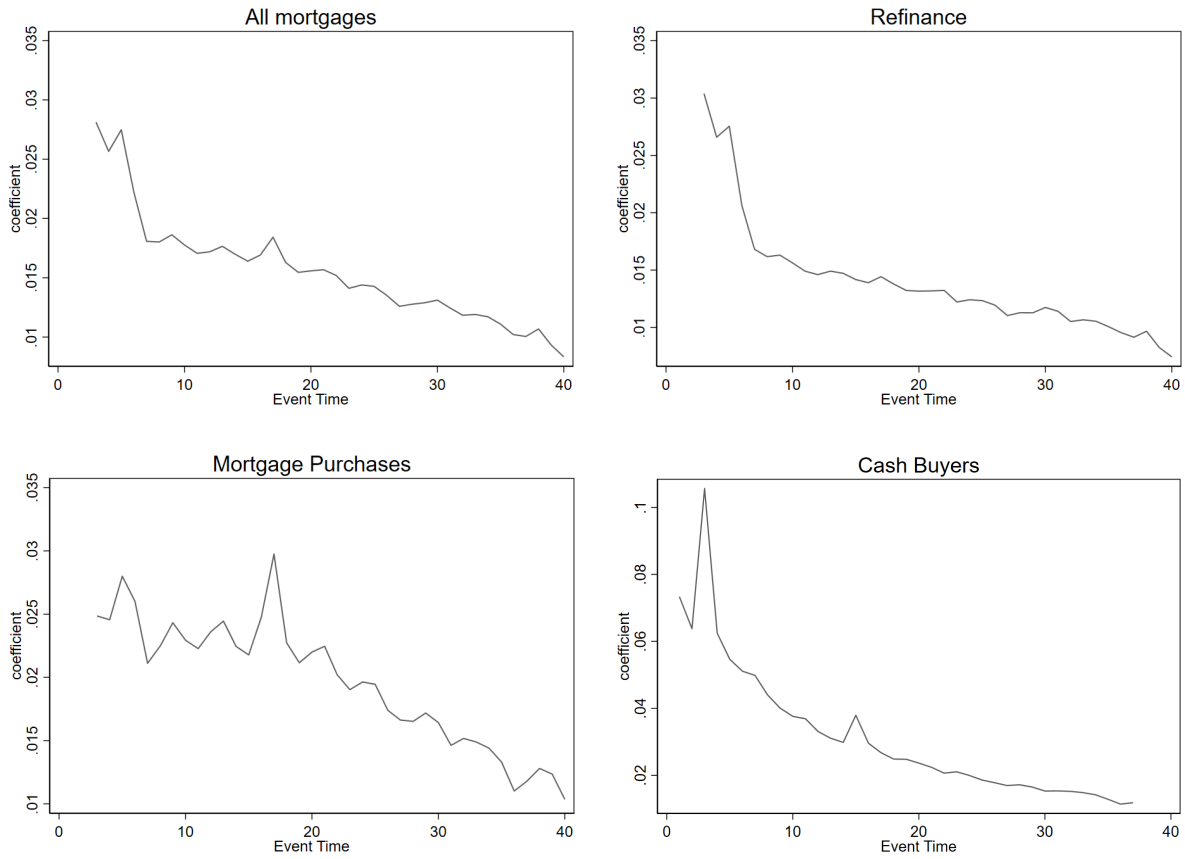 All mortgages
.035
.03
.025
.02
.015
.01
coefficient
0 10 20 30 40
Event Time
Refinance
.035
.03
.025
.02
.015
.01
coefficient
0 10 20 30 40
Event Time
Mortgage Purchases
.035
.03
.025
.02
.015
.01
coefficient
0 10 20 30 40
Event Time
Cash Buyers
.1
.08
.06
.04
.02
coefficient
0 10 20 30 40
Event Time